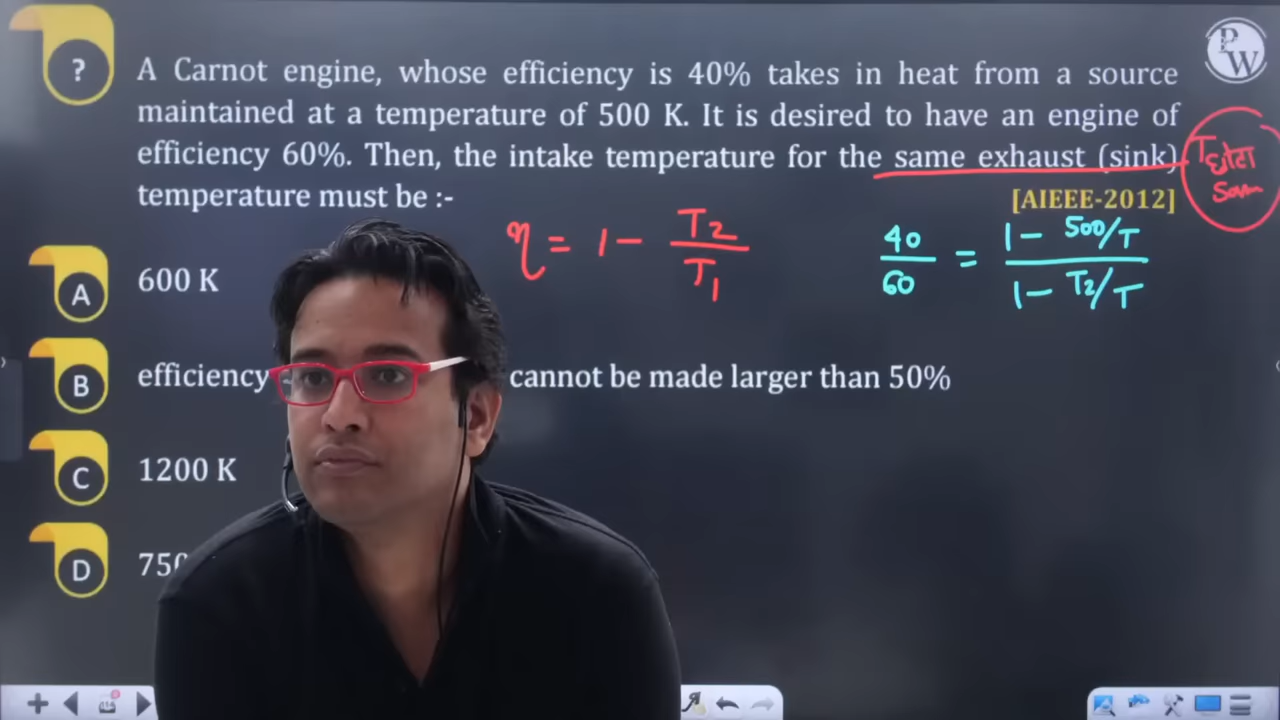 ?
A Carnot engine, whose efficiency is 40% takes in heat from a source
maintained at a temperature of 500 K. It is desired to have an engine of
efficiency 60%. Then, the intake temperature for the same exhaust (sink)
temperature must be :-
[AIEEE-2012]
PW
η = 1 - T2/T1
40/60 = 1 - 500/T / 1 - T2/T
A
600 K
B
efficiency cannot be made larger than 50%
C
1200 K
D
750